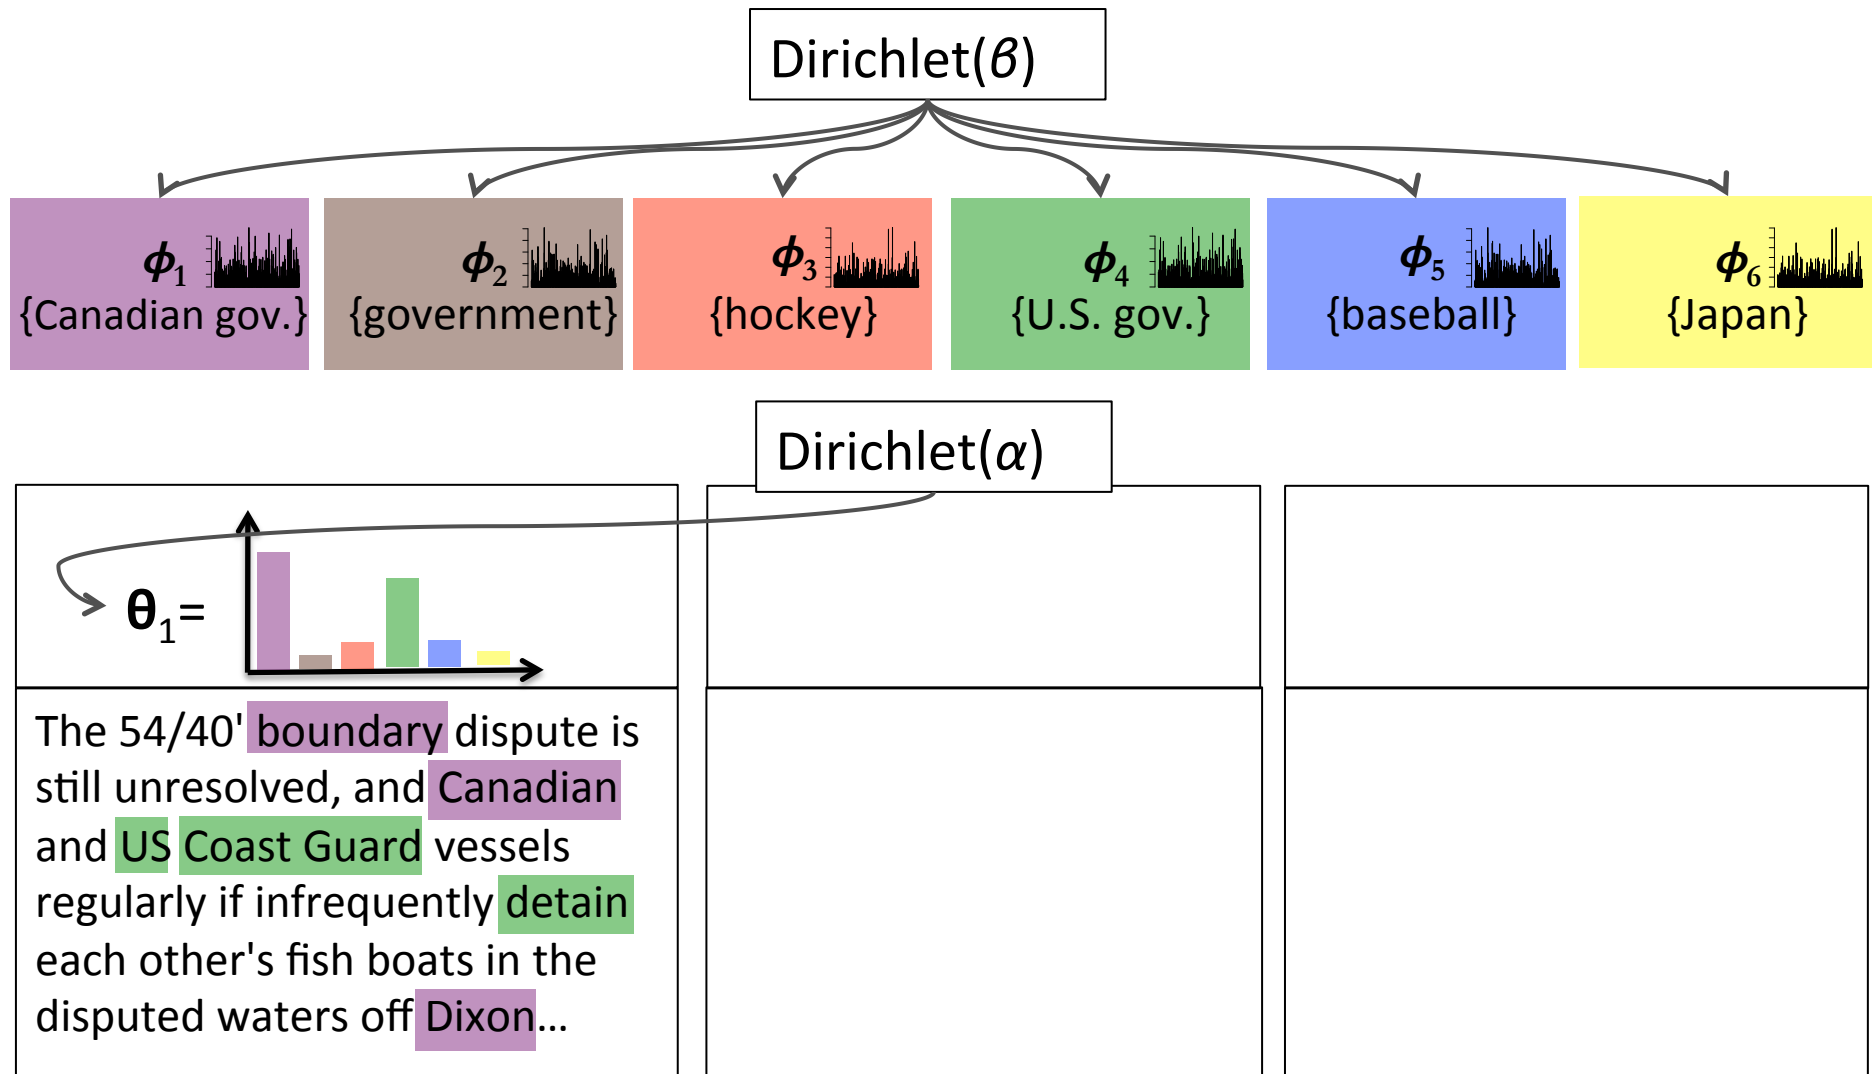 Dirichlet(β)
ϕ1
{Canadian gov.}
ϕ2
{government}
ϕ3
{hockey}
ϕ4
{U.S. gov.}
ϕ5
{baseball}
ϕ6
{Japan}
Dirichlet(α)
θ1=
The 54/40' boundary dispute is
still unresolved, and Canadian
and US Coast Guard vessels
regularly if infrequently detain
each other's fish boats in the
disputed waters off Dixon…